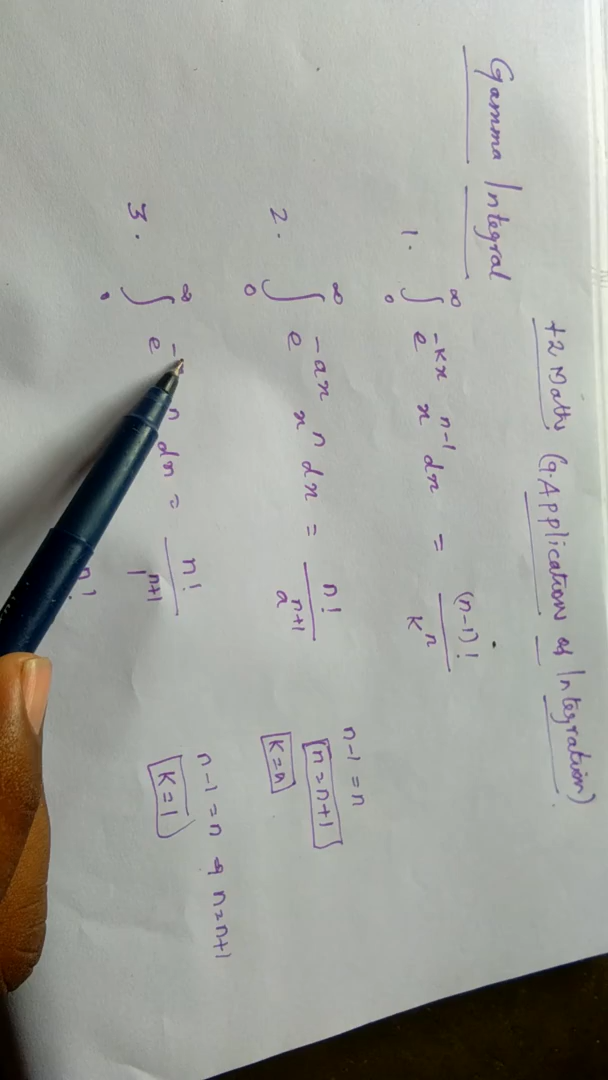 +2 Maths (9. Application of Integration)
Gamma Integral
1. ∫₀^∞ e^{-kx} x^{n-1} dx = (n-1)! / k^n
2. ∫₀^∞ e^{-ax} x^n dx = n! / a^{n+1}
n-1 = n
n = n+1
k = a
3. ∫₀^∞ e^- n dx = n! / 1^{n+1}
n-1 = n & n = n+1
k = 1
n!